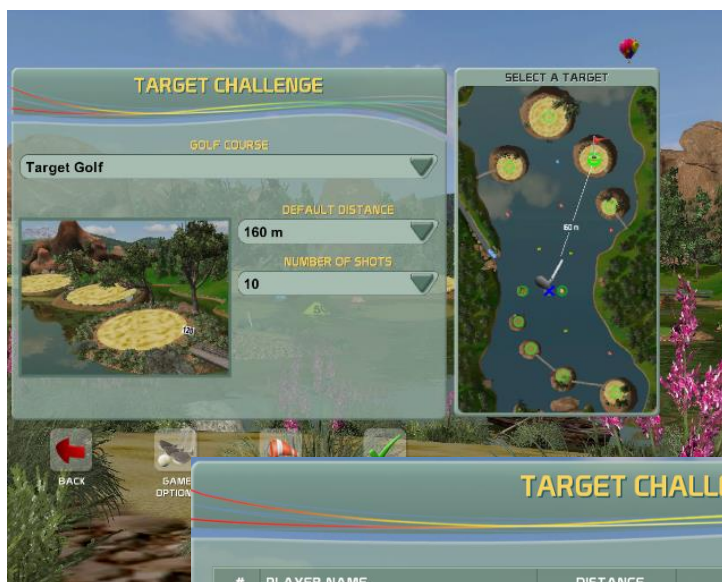 TARGET CHALLENGE
GOLF COURSE
Target Golf
DEFAULT DISTANCE
160 m
NUMBER OF SHOTS
10
125
SELECT A TARGET
BACK
GAME
OPTION
TARGET CHALL
# PLAYER NAME DISTANCE